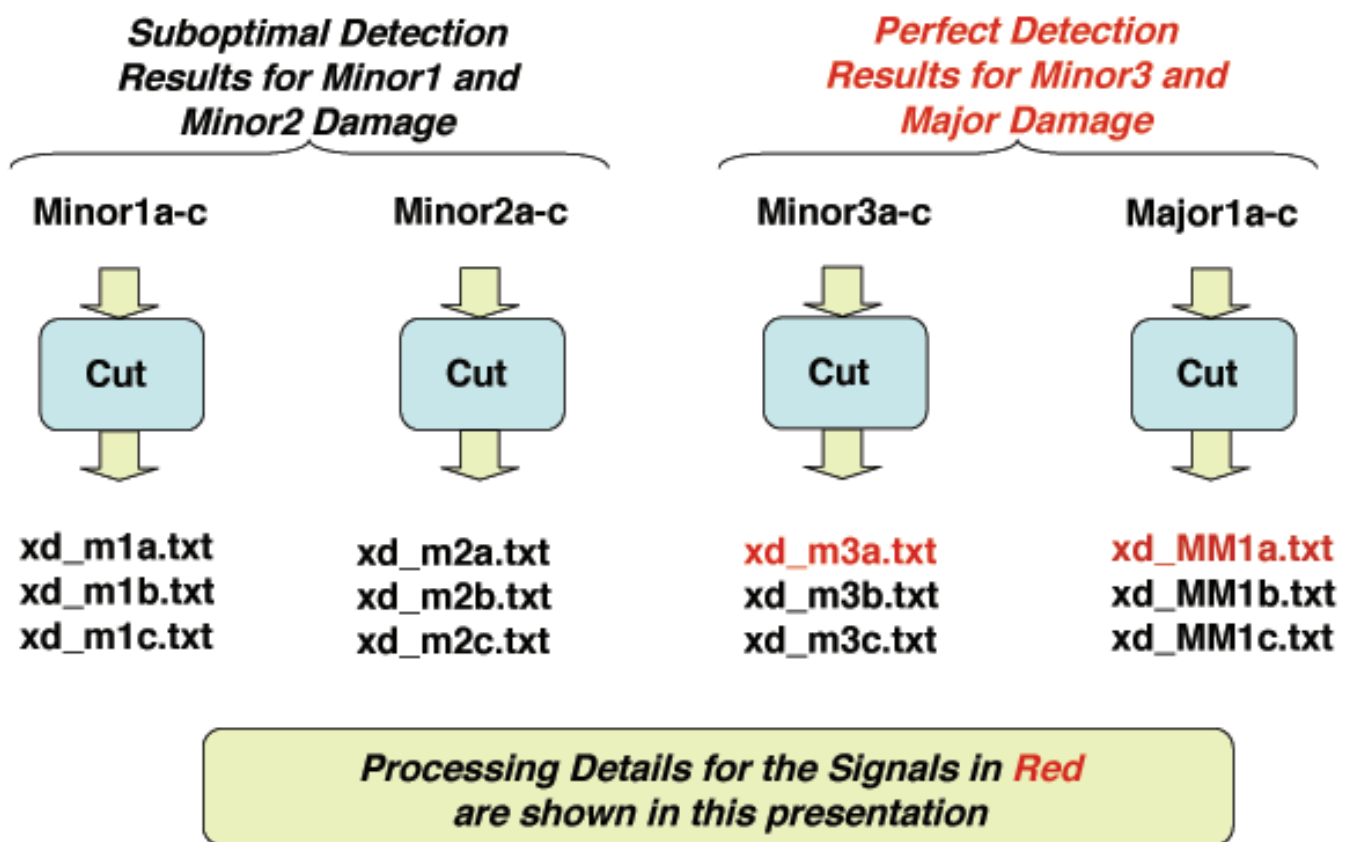 Suboptimal Detection
Results for Minor1 and
Minor2 Damage
Perfect Detection
Results for Minor3 and
Major Damage
Minor1a-c
Minor2a-c
Minor3a-c
Major1a-c
Cut
Cut
Cut
Cut
xd_m1a.txt
xd_m1b.txt
xd_m1c.txt
xd_m2a.txt
xd_m2b.txt
xd_m2c.txt
xd_m3a.txt
xd_m3b.txt
xd_m3c.txt
xd_MM1a.txt
xd_MM1b.txt
xd_MM1c.txt
Processing Details for the Signals in Red
are shown in this presentation